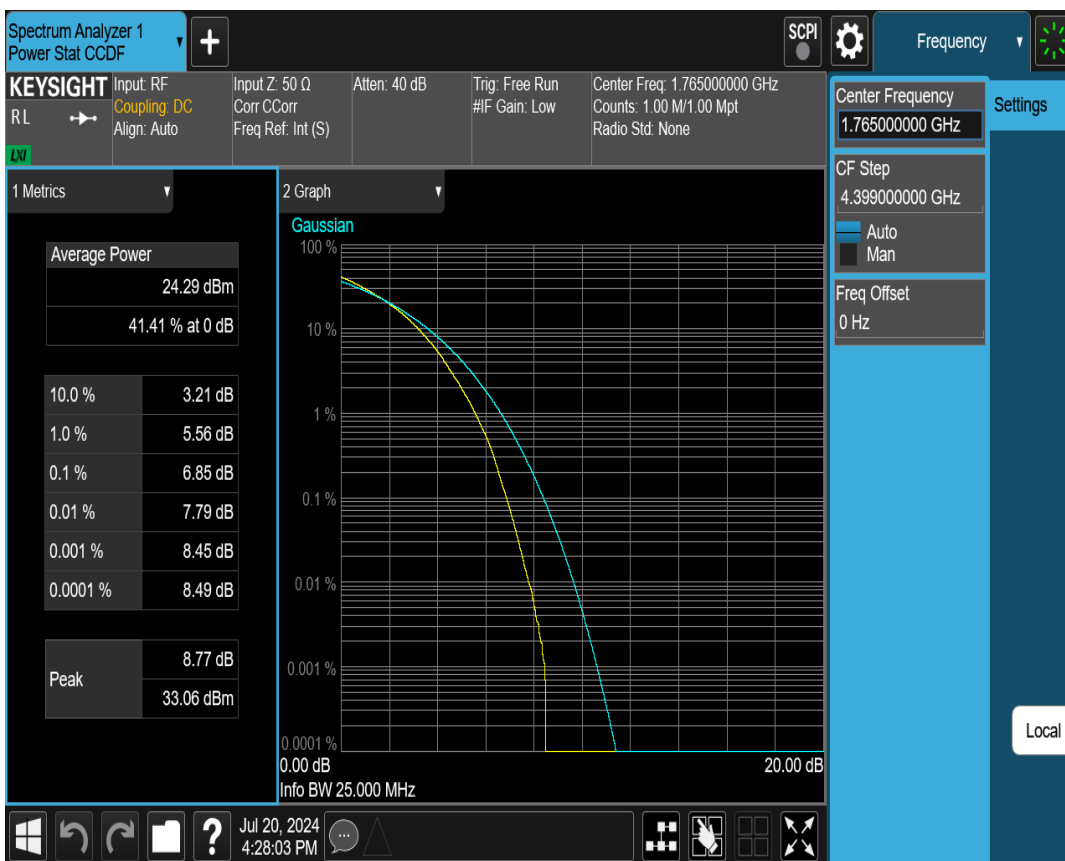 Spectrum Analyzer 1
Power Stat CCDF
SCPI
Frequency
KEYSIGHT
RL
LXI
Input: RF
Coupling: DC
Align: Auto
Input Z: 50 Ω
Corr CCorr
Freq Ref: Int (S)
Atten: 40 dB
Trig: Free Run
#IF Gain: Low
Center Freq: 1.765000000 GHz
Counts: 1.00 M/1.00 Mpt
Radio Std: None
Center Frequency
1.765000000 GHz
Settings
CF Step
4.399000000 GHz
Auto
Man
Freq Offset
0 Hz
1 Metrics
Average Power
24.29 dBm
41.41 % at 0 dB
10.0 % 3.21 dB
1.0 % 5.56 dB
0.1 % 6.85 dB
0.01 % 7.79 dB
0.001 % 8.45 dB
0.0001 % 8.49 dB
Peak
8.77 dB
33.06 dBm
2 Graph
Gaussian
100 %
10 %
1 %
0.1 %
0.01 %
0.001 %
0.0001 %
0.00 dB 20.00 dB
Info BW 25.000 MHz
Local
?
Jul 20, 2024
4:28:03 PM